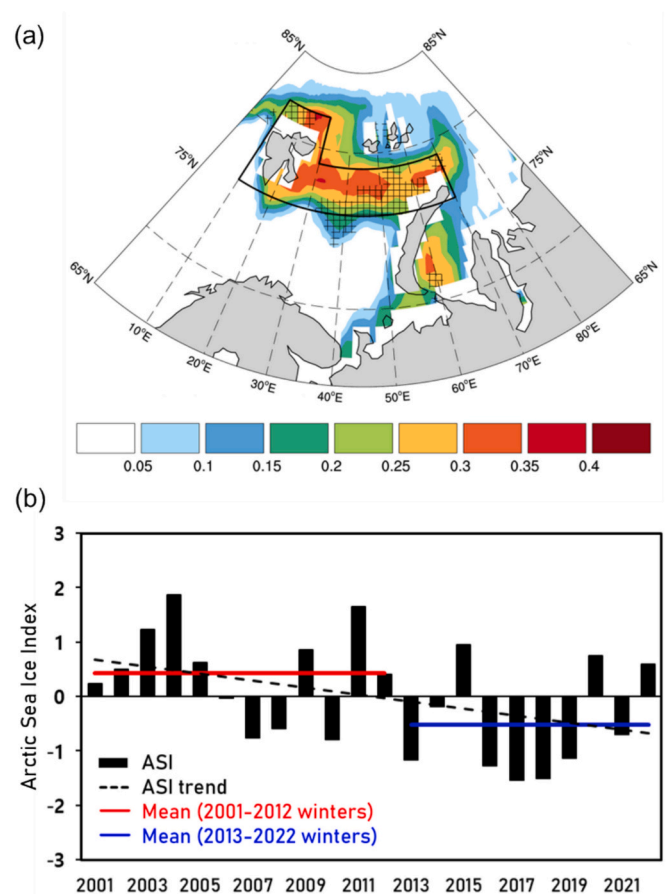 (a)
85°N
85°N
75°N
75°N
65°N
65°N
10°E
20°E
30°E
40°E
50°E
60°E
70°E
80°E
0.05 0.1 0.15 0.2 0.25 0.3 0.35 0.4
(b)
Arctic Sea Ice Index
3
2
1
0
-1
-2
-3
ASI
ASI trend
Mean (2001-2012 winters)
Mean (2013-2022 winters)
2001 2003 2005 2007 2009 2011 2013 2015 2017 2019 2021